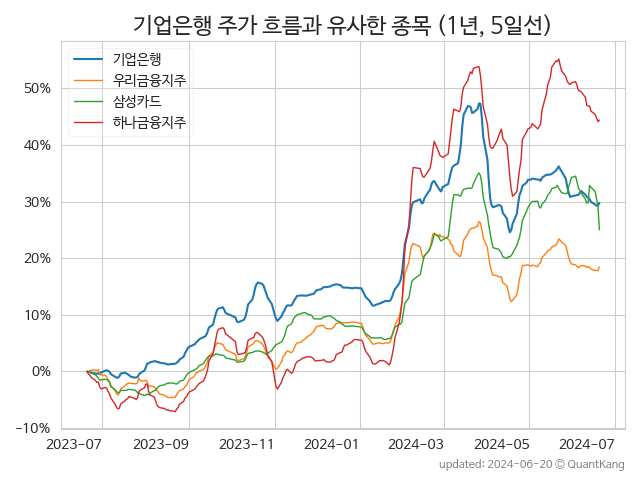 기업은행 주가 흐름과 유사한 종목 (1년, 5일선)
기업은행
우리금융지주
삼성카드
하나금융지주
50%
40%
30%
20%
10%
0%
−10%
2023-07 2023-09 2023-11 2024-01 2024-03 2024-05 2024-07
updated: 2024-06-20 © QuantKang